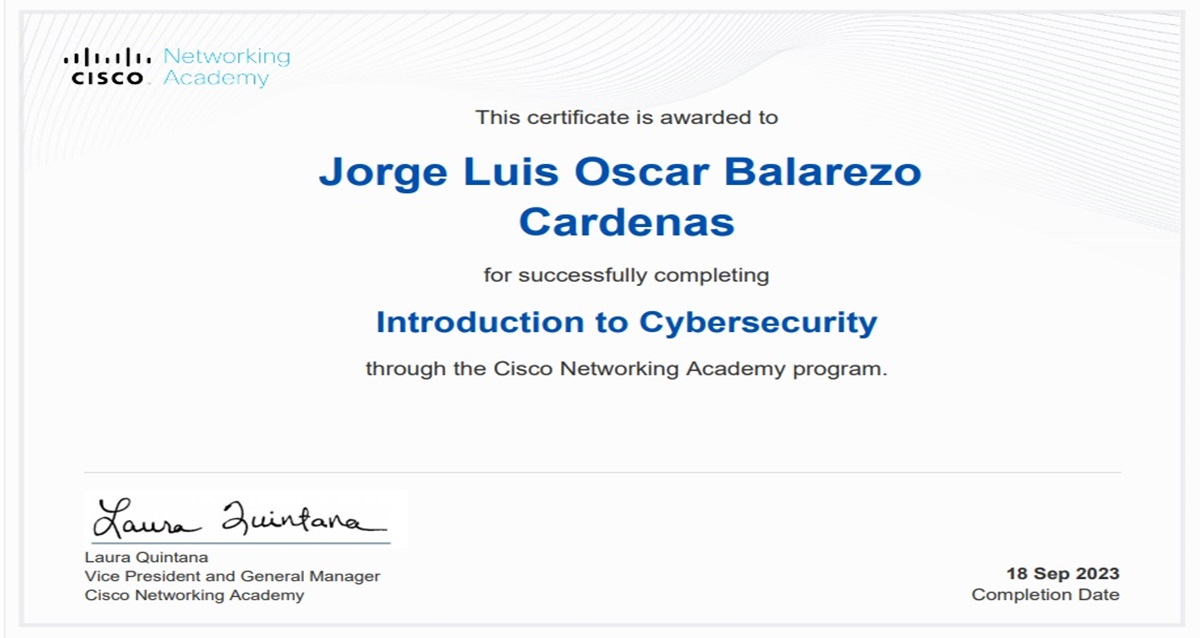 CISCO Networking
Academy
This certificate is awarded to
Jorge Luis Oscar Balarezo
Cardenas
for successfully completing
Introduction to Cybersecurity
through the Cisco Networking Academy program.
Laura Quintana
Laura Quintana
Vice President and General Manager
Cisco Networking Academy
18 Sep 2023
Completion Date